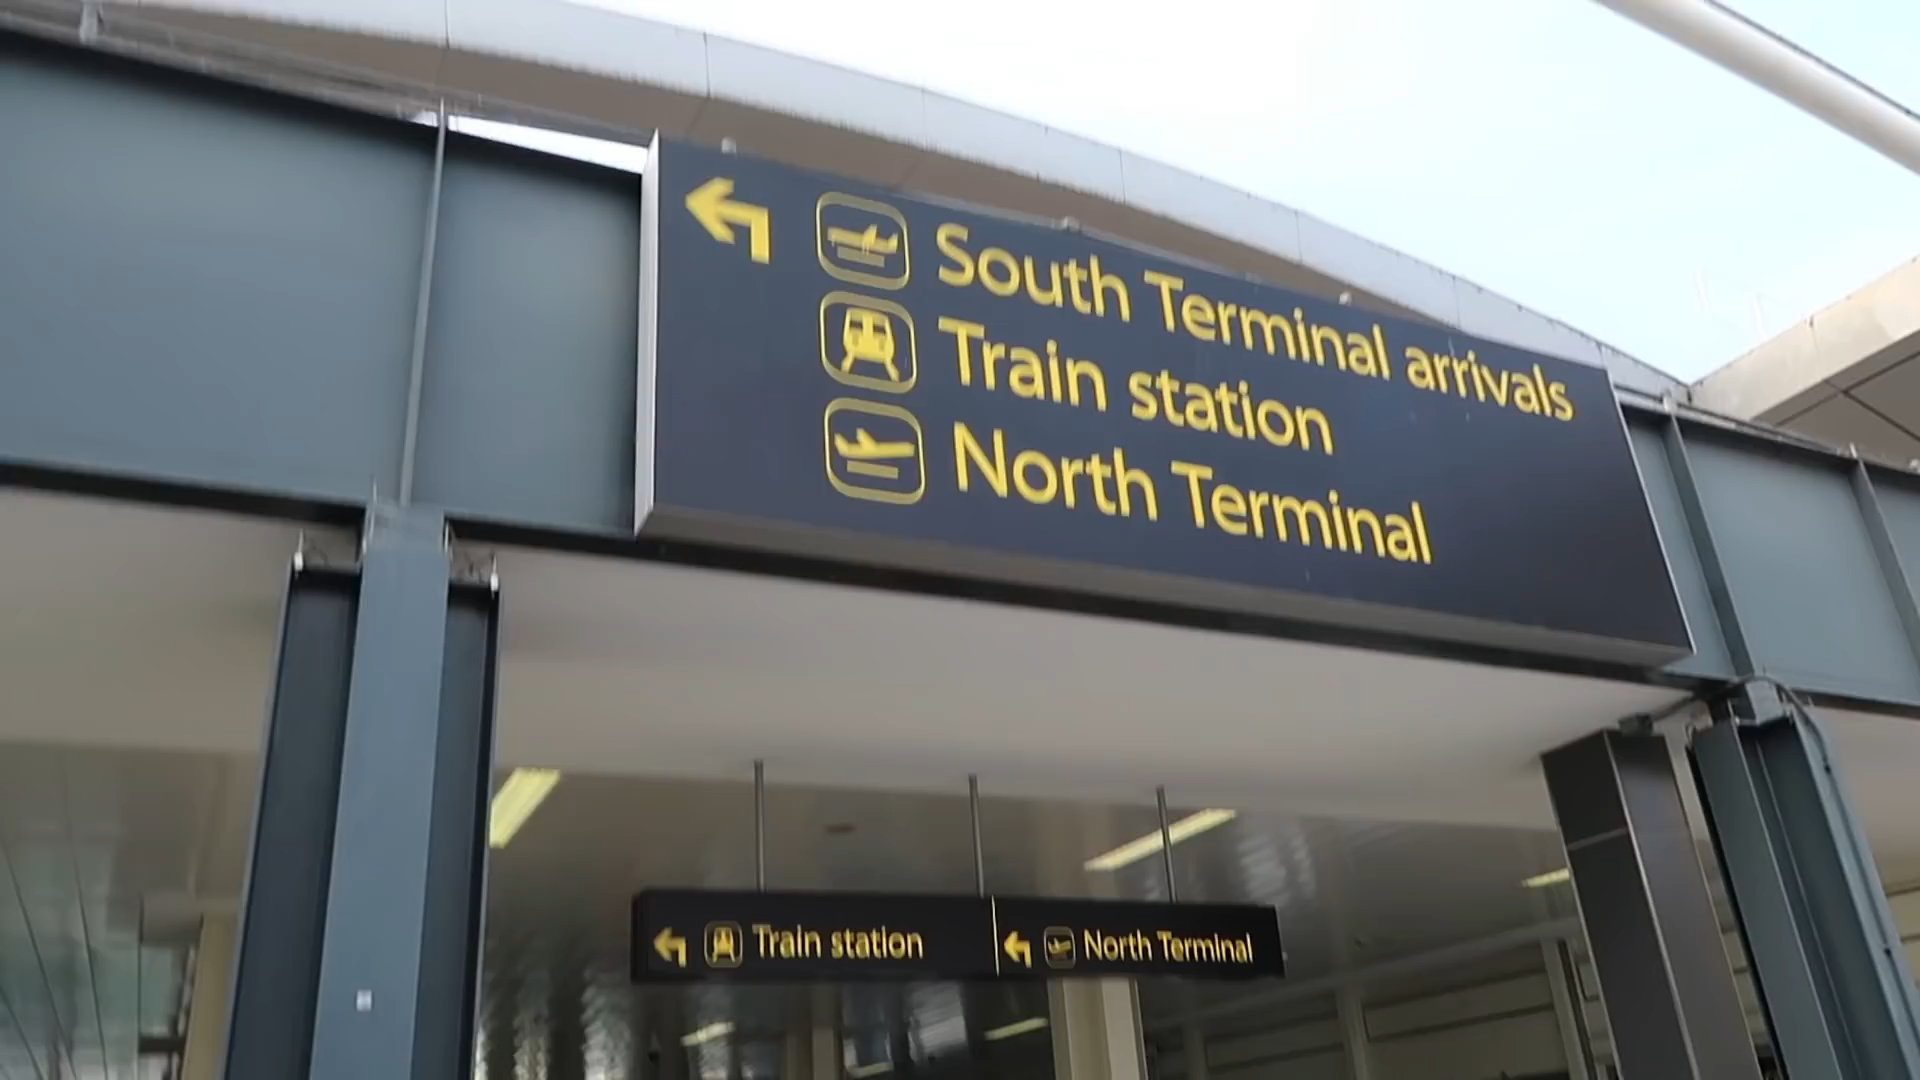 South Terminal arrivals
Train station
North Terminal
Train station
North Terminal